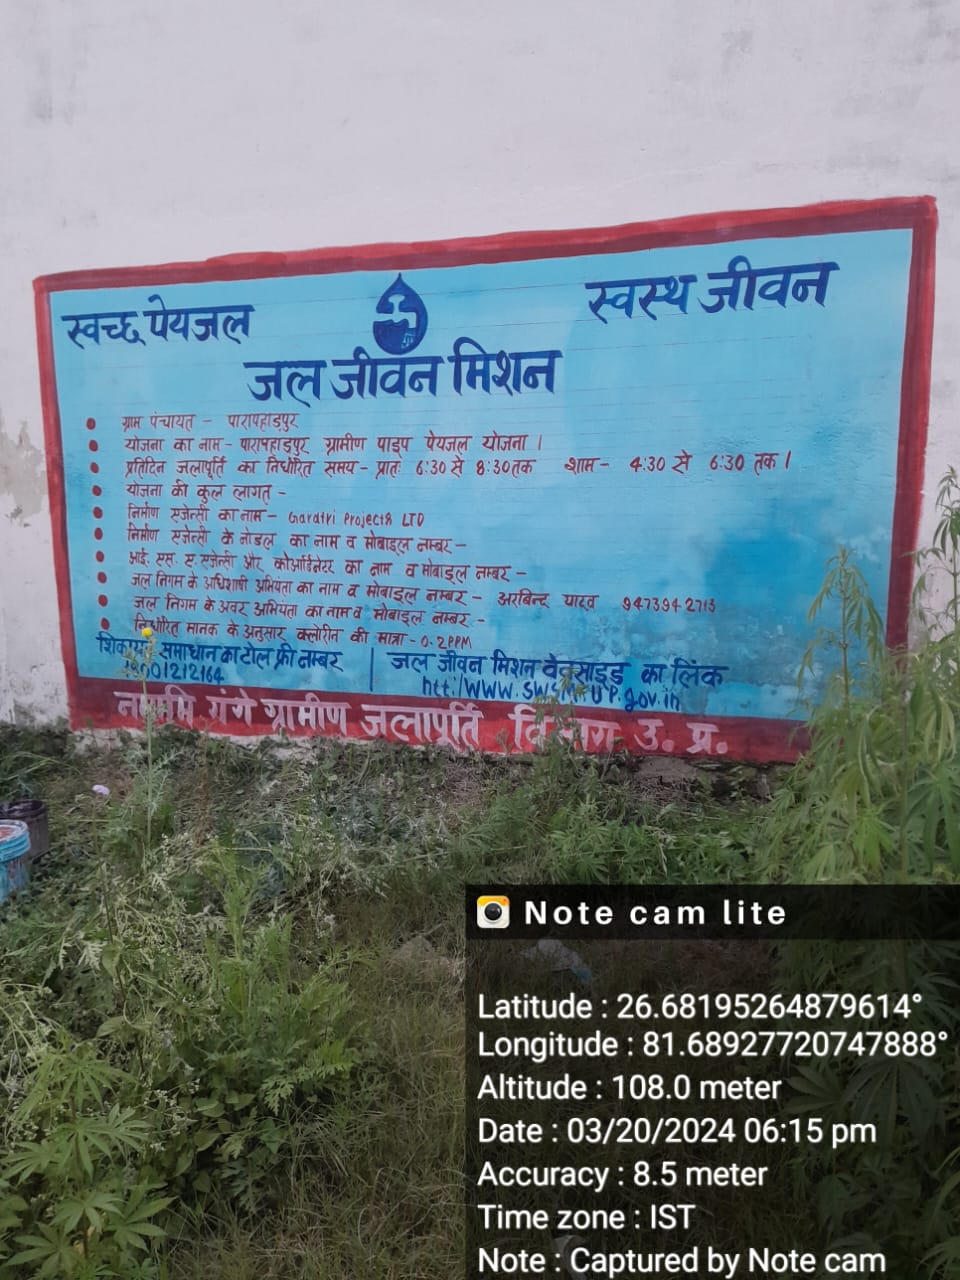 स्वच्छ पेयजल
स्वस्थ जीवन
जल जीवन मिशन
ग्राम पंचायत - पारापहाड़पुर
योजना का नाम - पारापहाड़पुर ग्रामीण पाइप पेयजल योजना।
प्रतिदिन जलापूर्ति का निर्धारित समय - प्रातः 6:30 से 8:30 तक शाम - 4:30 से 6:30 तक।
योजना की कुल लागत -
निर्माण एजेन्सी का नाम - Garatri Projects LTD
निर्माण एजेन्सी के नोडल का नाम व मोबाइल नम्बर -
आई. एस. ए. एजेन्सी और कोआर्डिनेटर का नाम व मोबाइल नम्बर -
जल निगम के अधिशाषी अभियंता का नाम व मोबाइल नम्बर - अरबिन्द यादव 9473942713
जल निगम के अवर अभियंता का नाम व मोबाइल नम्बर -
निर्धारित मानक के अनुसार क्लोरीन की मात्रा - 0.2PPM
शिकायत समाधान का टोल फ्री नम्बर
18001212164
जल जीवन मिशन वेबसाइड का लिंक
htt:/WWW.SWSM.UP.gov.in
नमामि गंगे ग्रामीण जलापूर्ति विभाग उ. प्र.
Note cam lite
Latitude : 26.68195264879614°
Longitude : 81.68927720747888°
Altitude : 108.0 meter
Date : 03/20/2024 06:15 pm
Accuracy : 8.5 meter
Time zone : IST
Note : Captured by Note cam